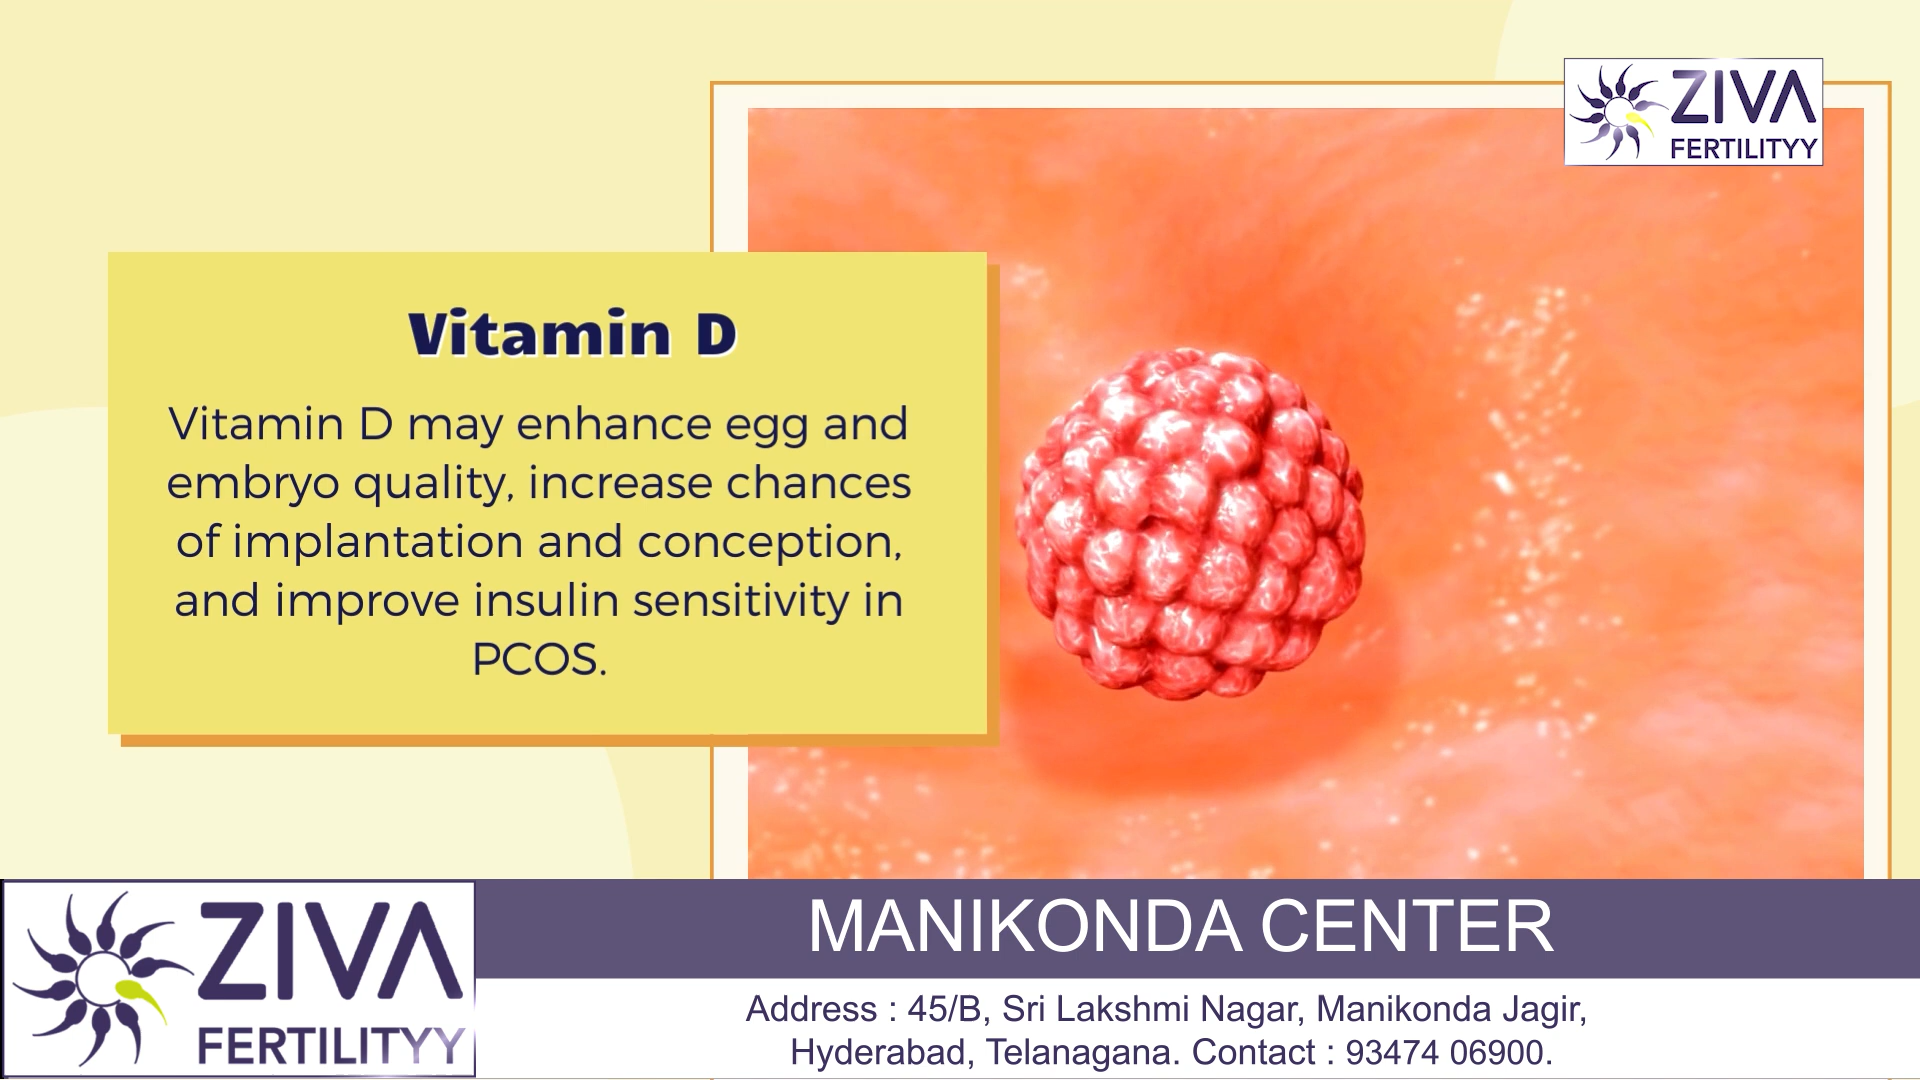 ZIVA
FERTILITYY
Vitamin D
Vitamin D may enhance egg and
embryo quality, increase chances
of implantation and conception,
and improve insulin sensitivity in
PCOS.
ZIVA
FERTILITYY
MANIKONDA CENTER
Address : 45/B, Sri Lakshmi Nagar, Manikonda Jagir,
Hyderabad, Telanagana. Contact : 93474 06900.